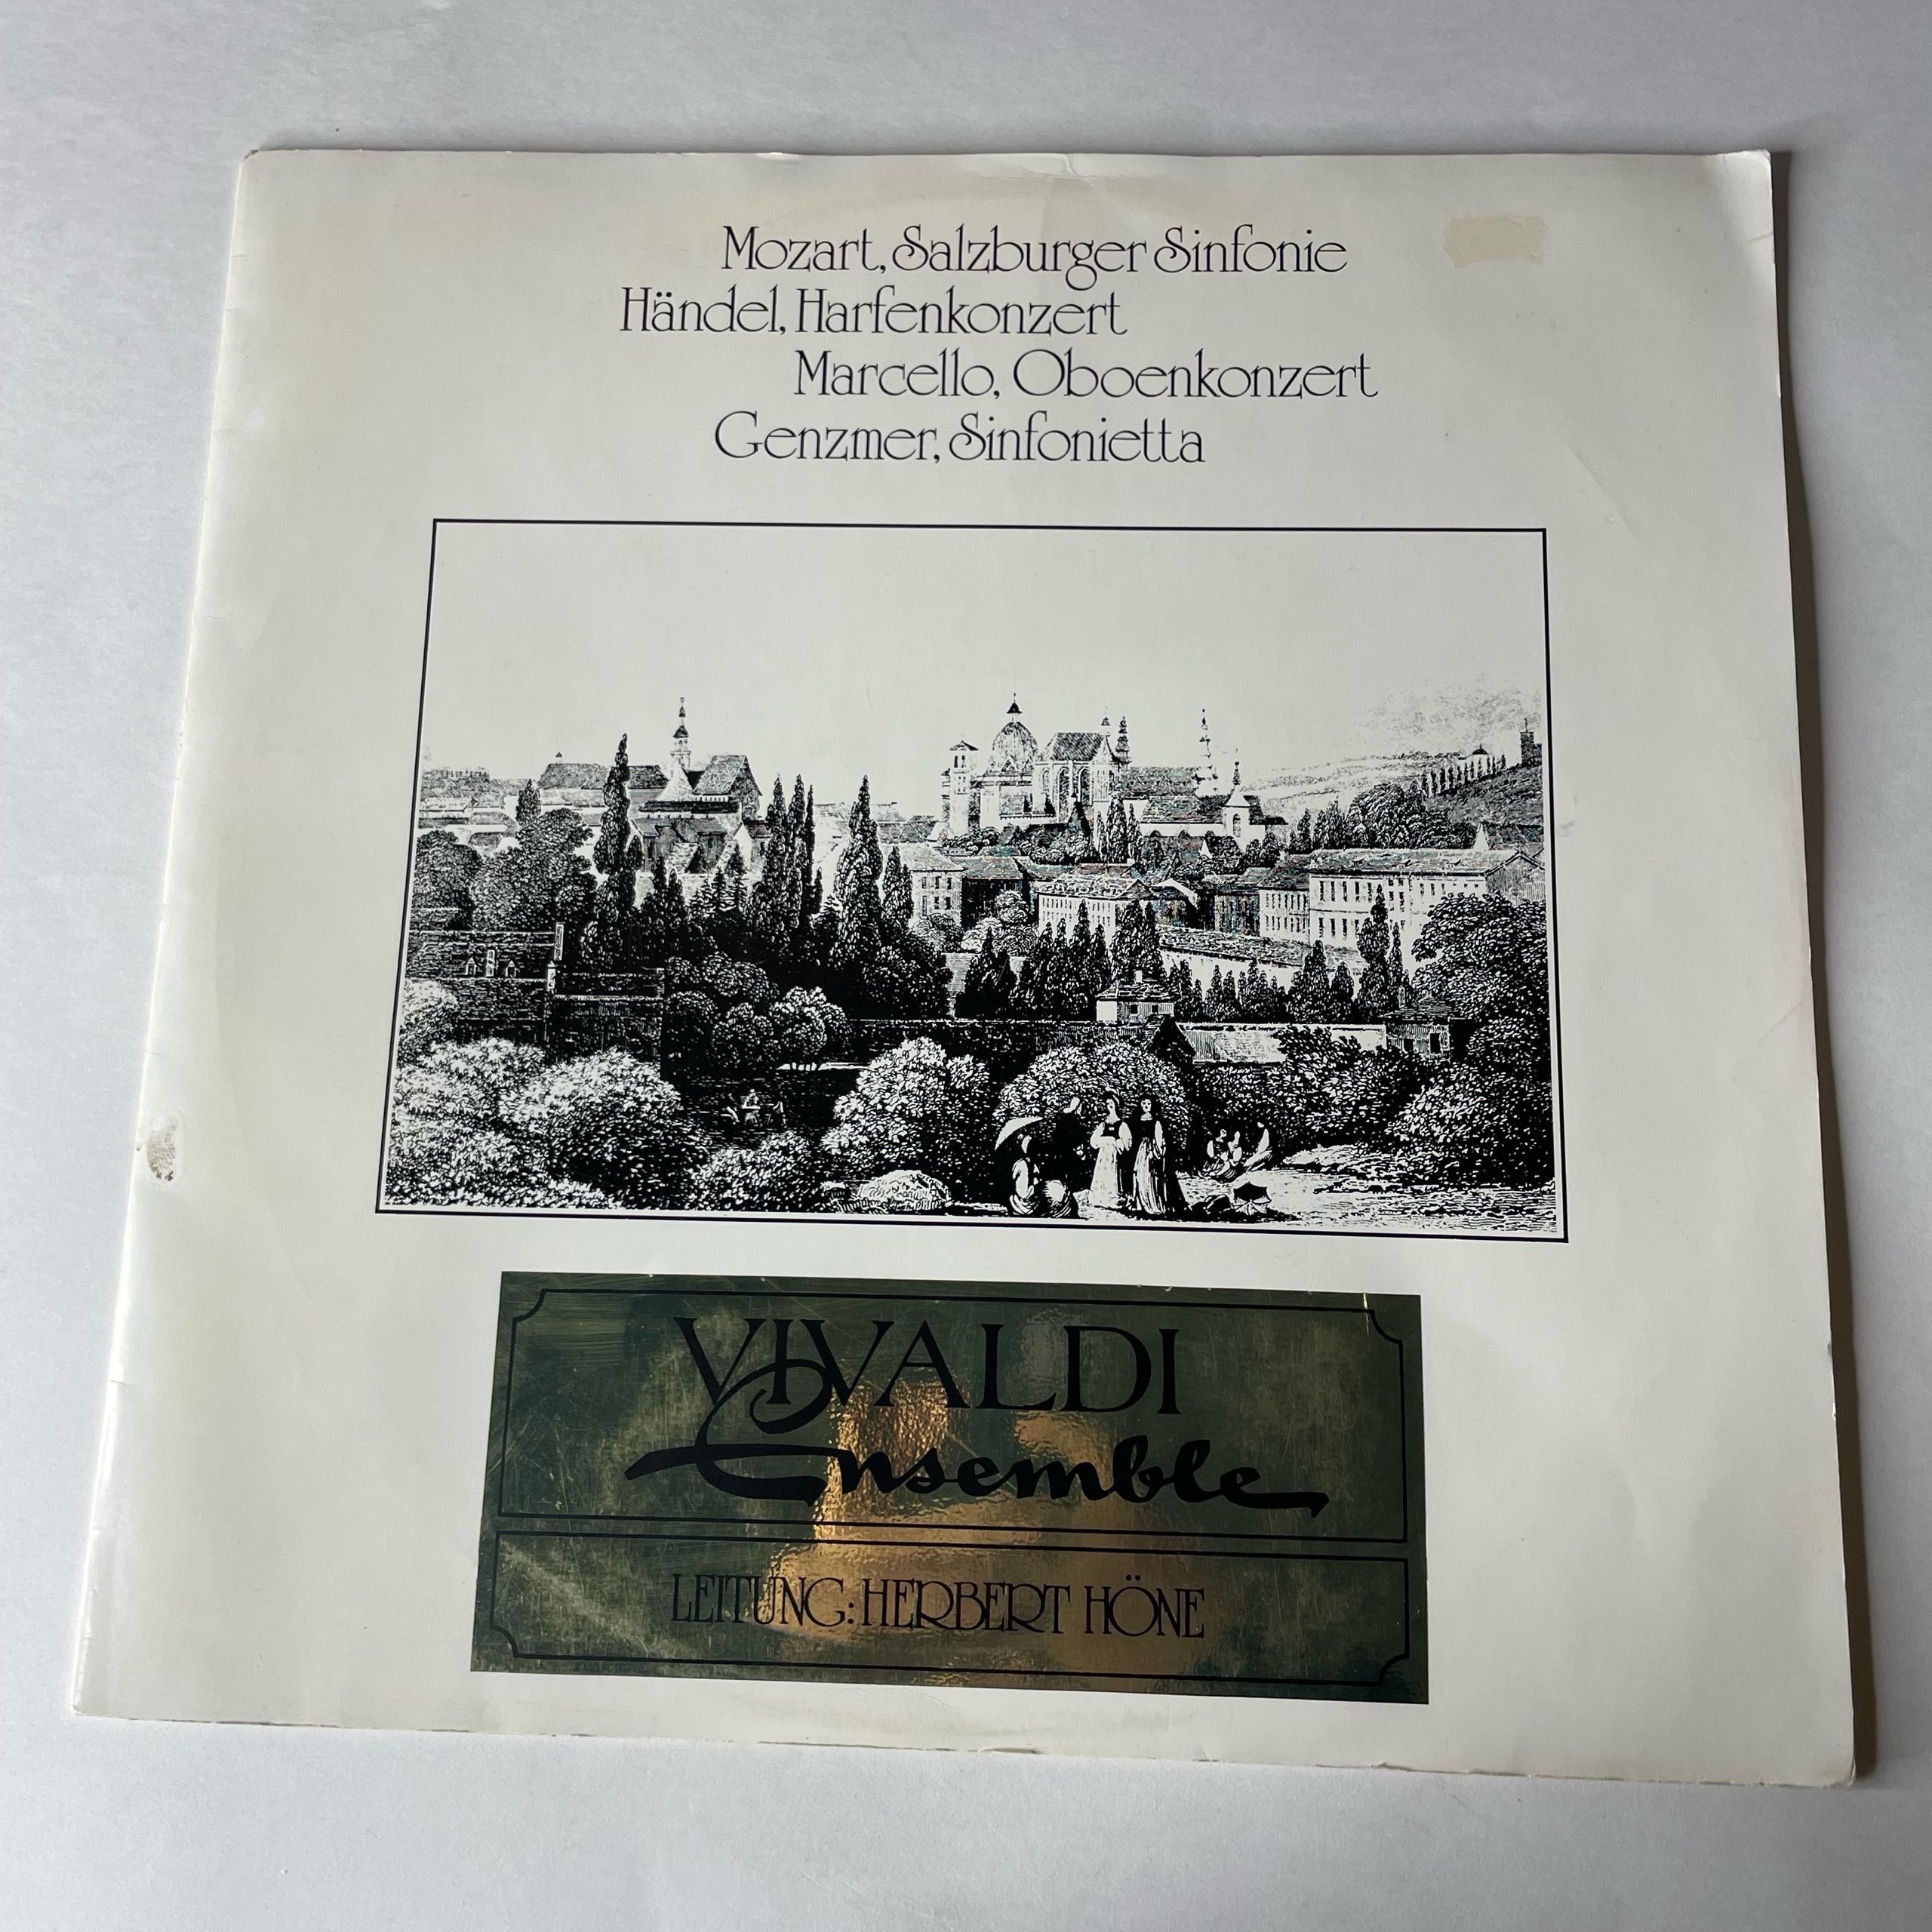 Mozart, Salzburger Sinfonie
Händel, Harfenkonzert
Marcello, Oboenkonzert
Genzmer, Sinfonietta
VIVALDI
Ensemble
LEITUNG: HERBERT HÖNE